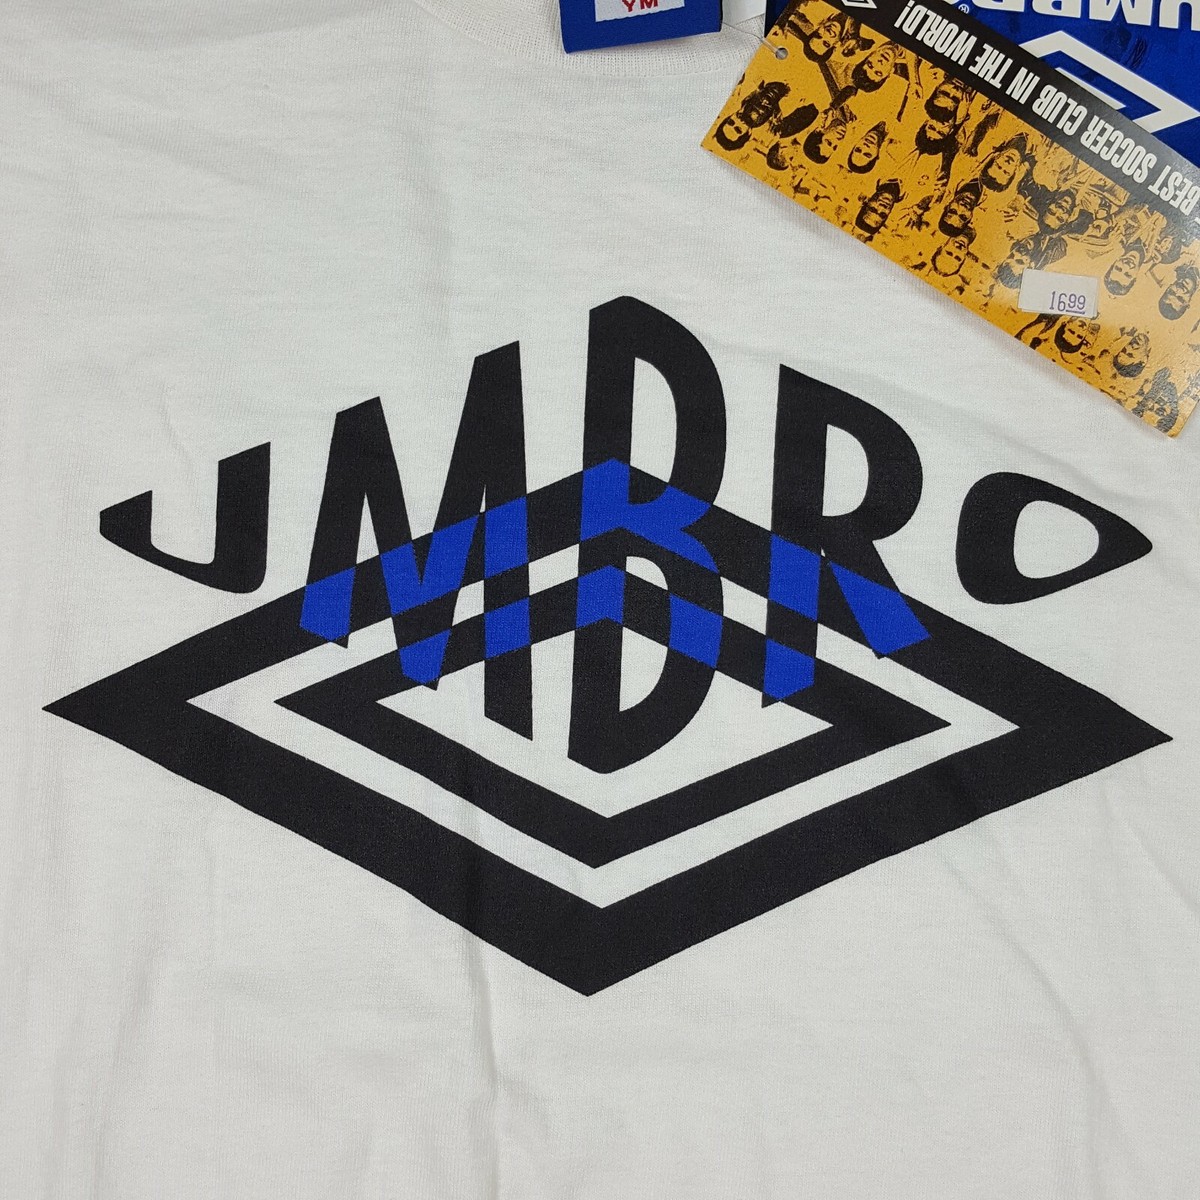 YM
UMBRO®
BEST SOCCER CLUB IN THE WORLD!
1699
UMBRO